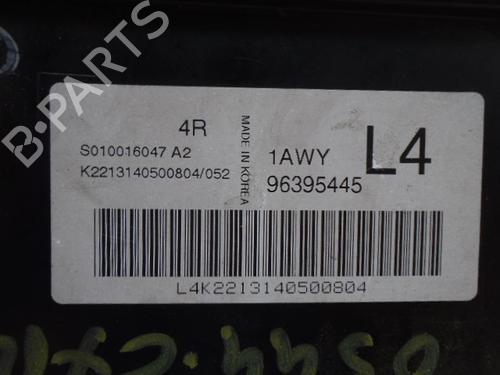 B-PARTS
4R
S010016047 A2
K2213140500804/052
MADE IN KOREA
1AWY
L4
96395445
L4K2213140500804